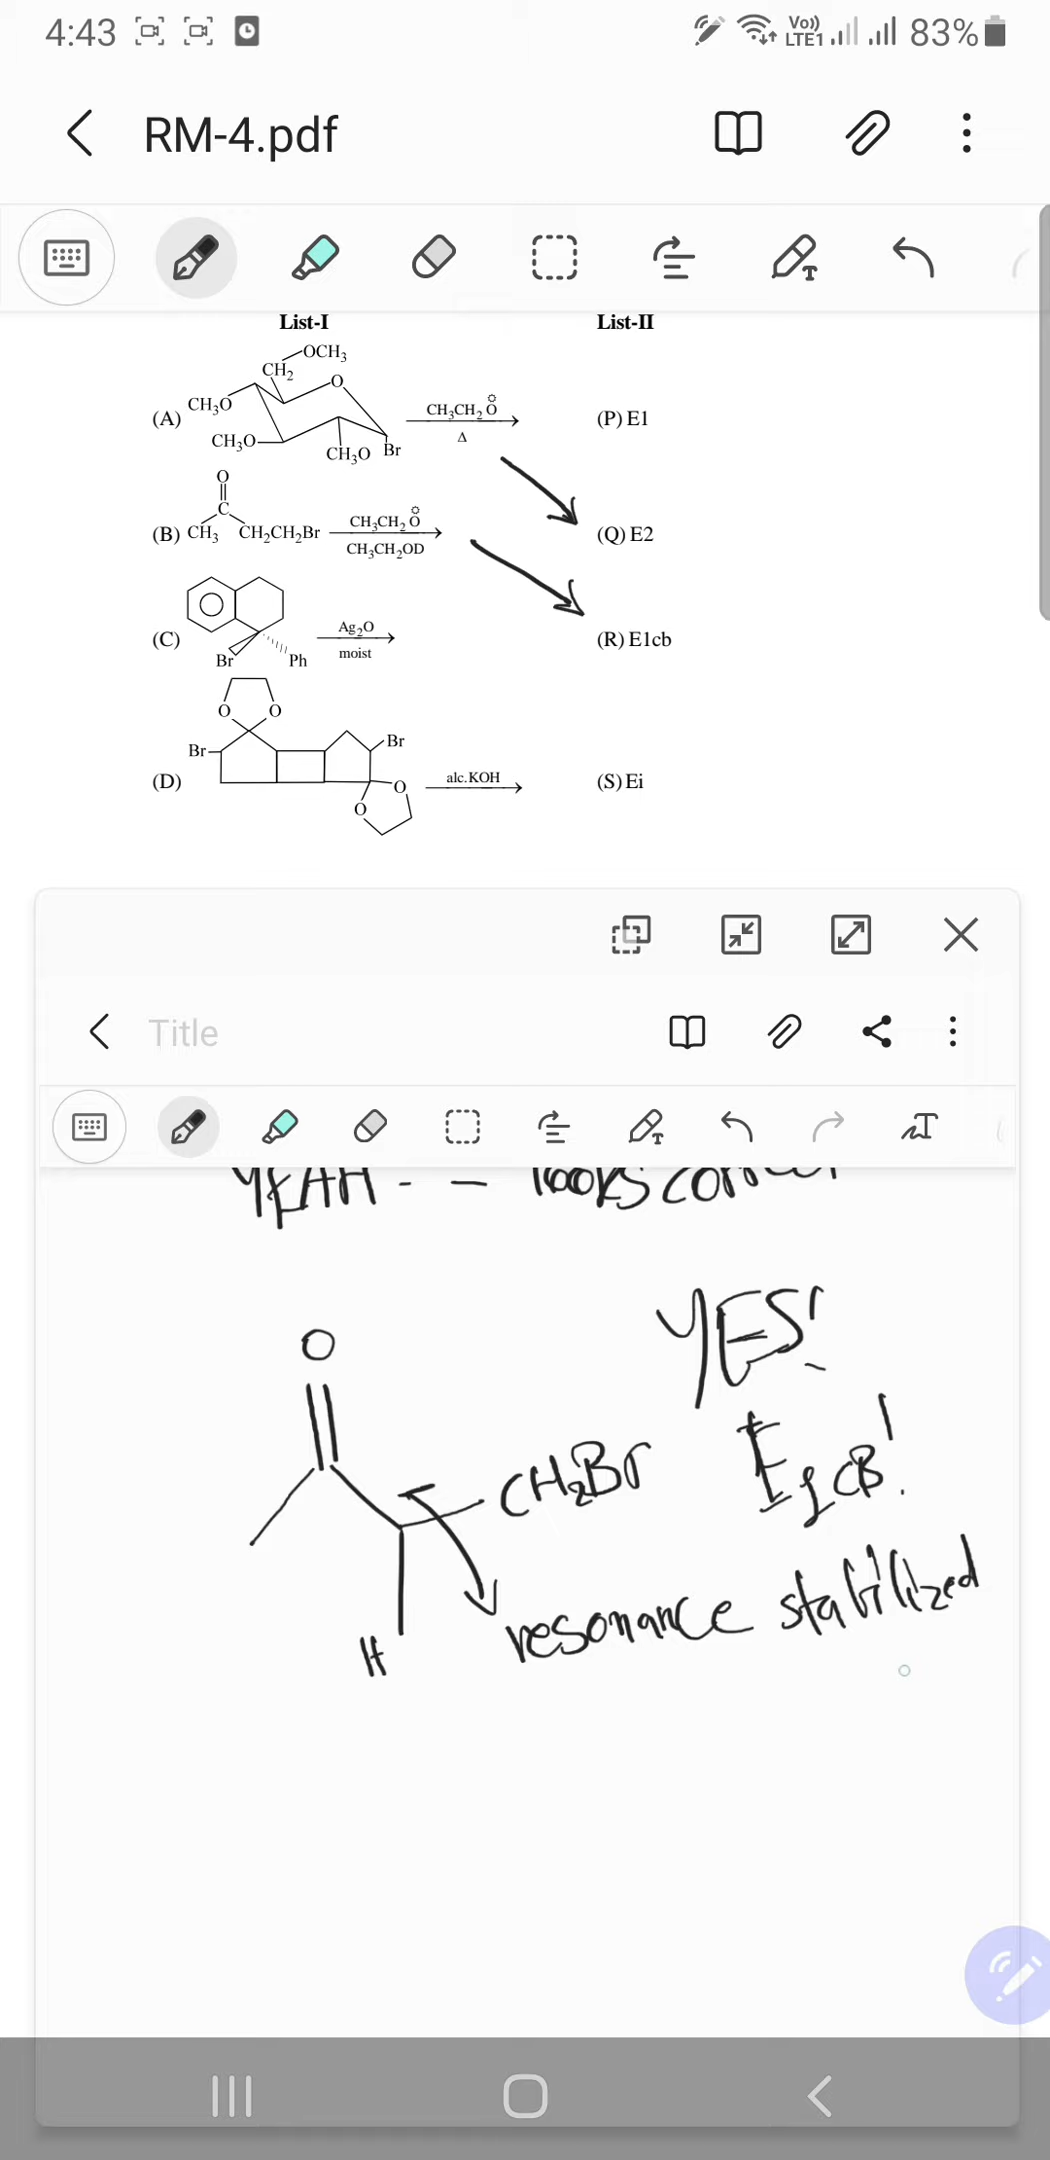 4:43 Vo)) LTE1 83%
RM-4.pdf
List-I List-II
OCH3
CH2
O
CH3O
(A) CH3CH2O (P) E1
Δ
CH3O
CH3O Br
O
C
(B) CH3 CH2CH2Br CH3CH2O (Q) E2
CH3CH2OD
(C) Ag2O (R) E1cb
moist
Br Ph
O O
Br Br
(D) O alc.KOH (S) Ei
O
Title
YEAH - - looks correct
YES!
O
CH2Br E1CB!
resonance stabilized
H